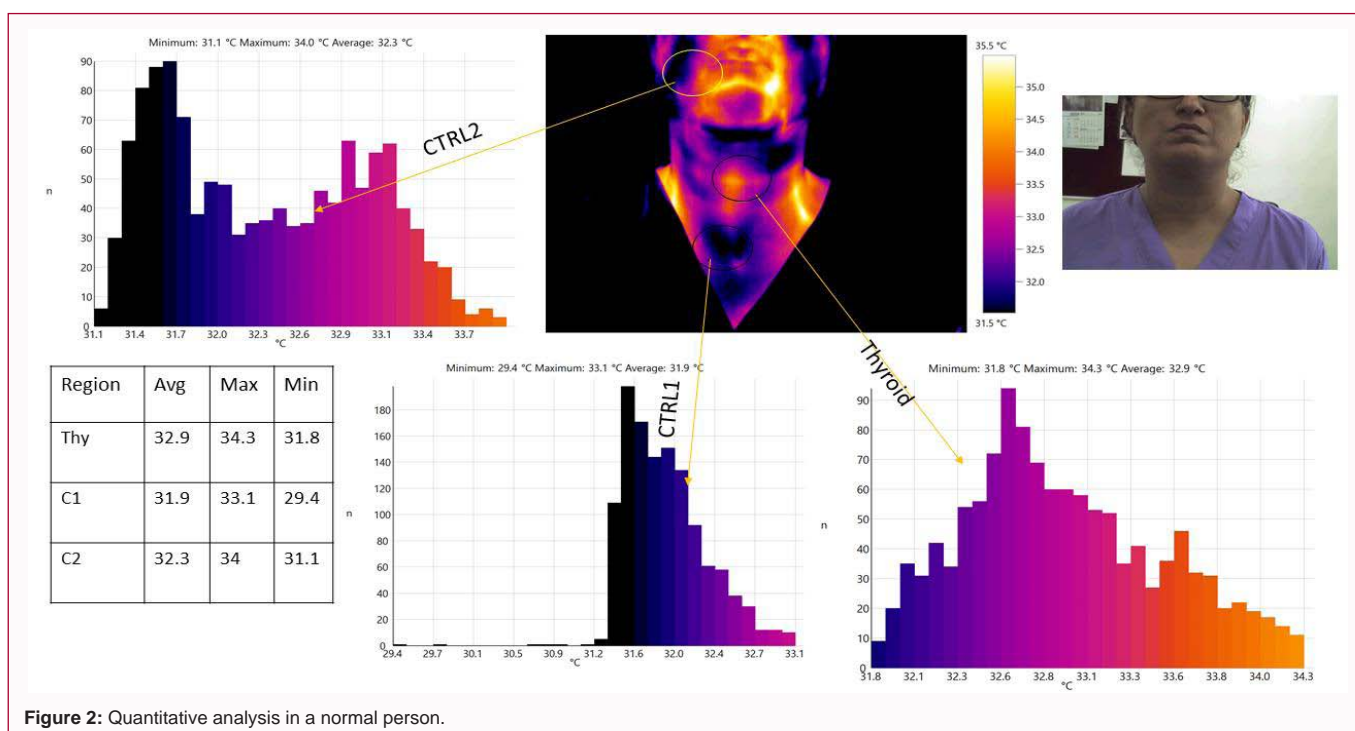 Minimum: 31.1 °C Maximum: 34.0 °C Average: 32.3 °C
90
80
70
60
50
40
30
20
10
0
n
31.1 31.4 31.7 32.0 32.3 32.6 32.9 33.1 33.4 33.7
°C
CTRL2
35.5 °C
35.0
34.5
34.0
33.5
33.0
32.5
32.0
31.5 °C
Region Avg Max Min
Thy 32.9 34.3 31.8
C1 31.9 33.1 29.4
C2 32.3 34 31.1
Minimum: 29.4 °C Maximum: 33.1 °C Average: 31.9 °C
180
160
140
120
100
80
60
40
20
0
n
29.4 29.7 30.1 30.5 30.9 31.2 31.6 32.0 32.4 32.7 33.1
°C
CTRL1
Thyroid
Minimum: 31.8 °C Maximum: 34.3 °C Average: 32.9 °C
90
80
70
60
50
40
30
20
10
0
n
31.8 32.1 32.3 32.6 32.8 33.1 33.3 33.6 33.8 34.0 34.3
°C
Figure 2: Quantitative analysis in a normal person.